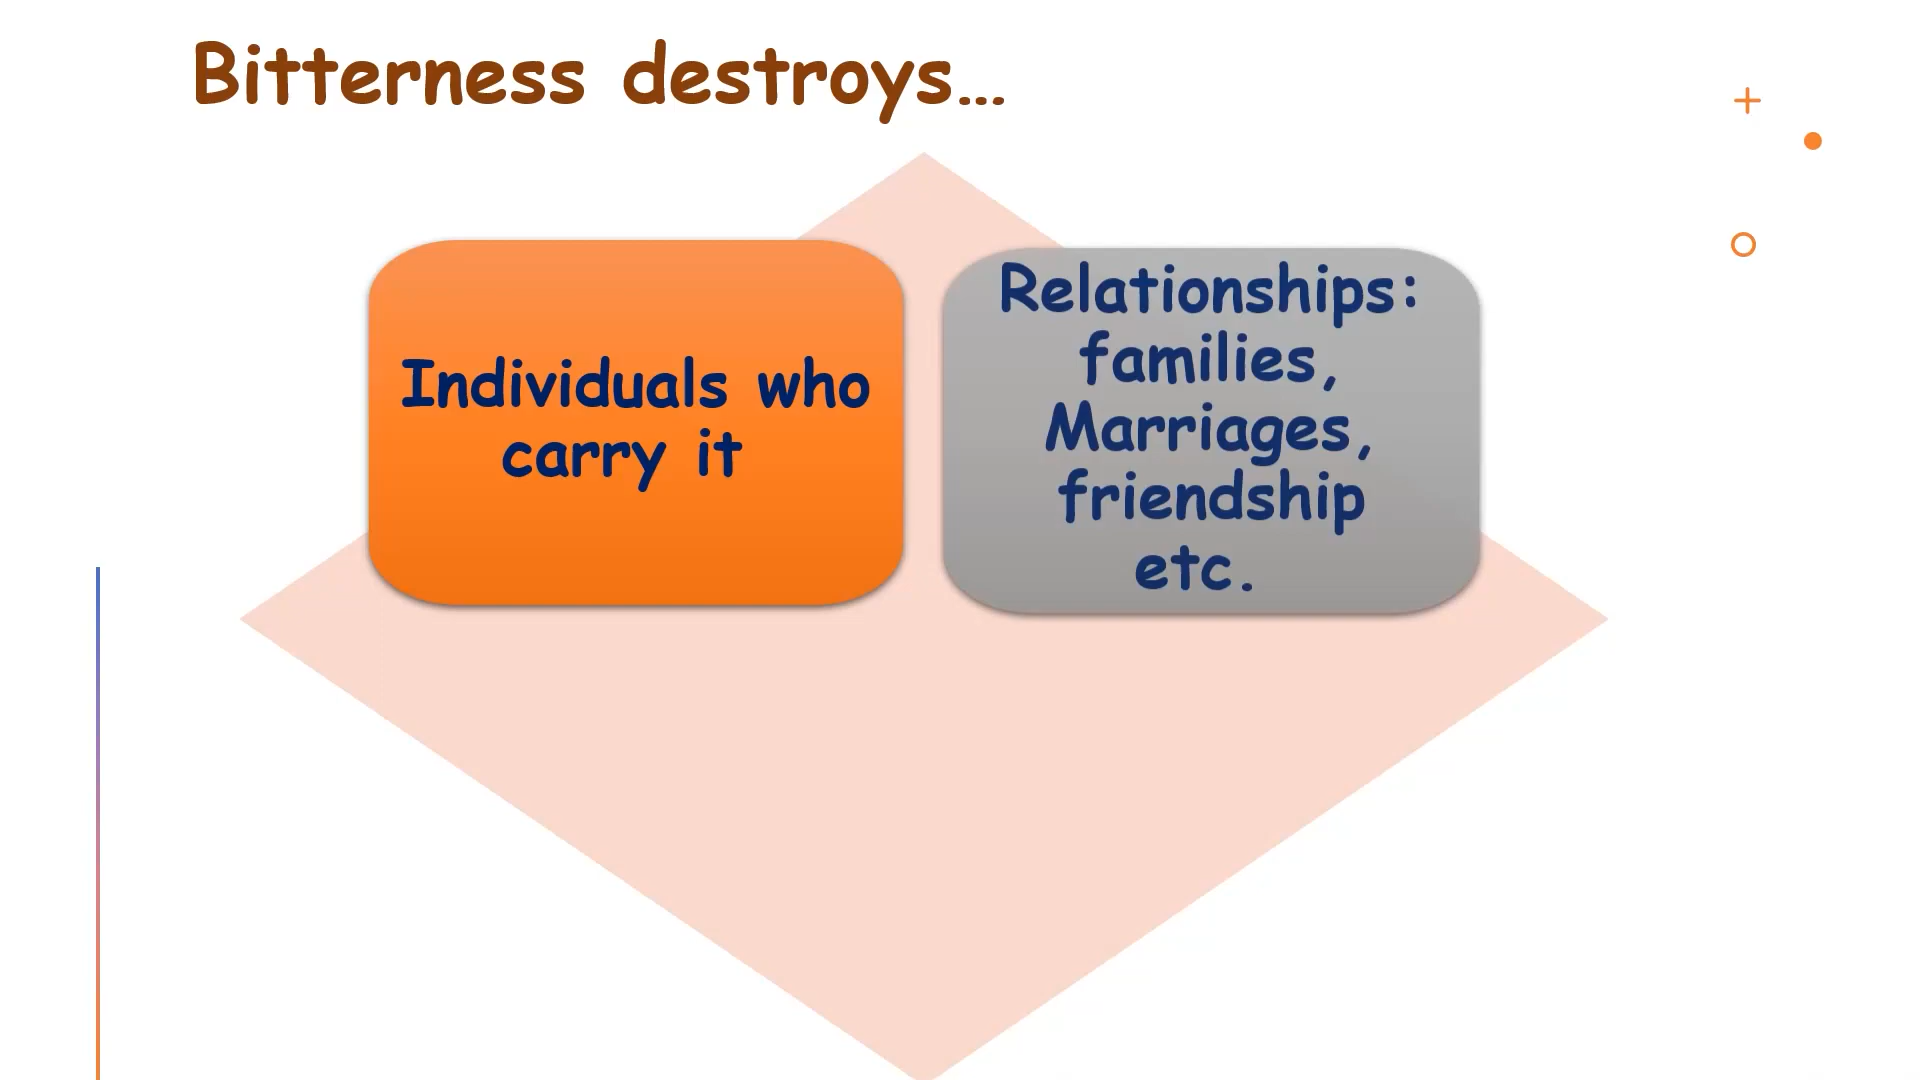 Bitterness destroys…
Individuals who
carry it
Relationships:
families,
Marriages,
friendship
etc.